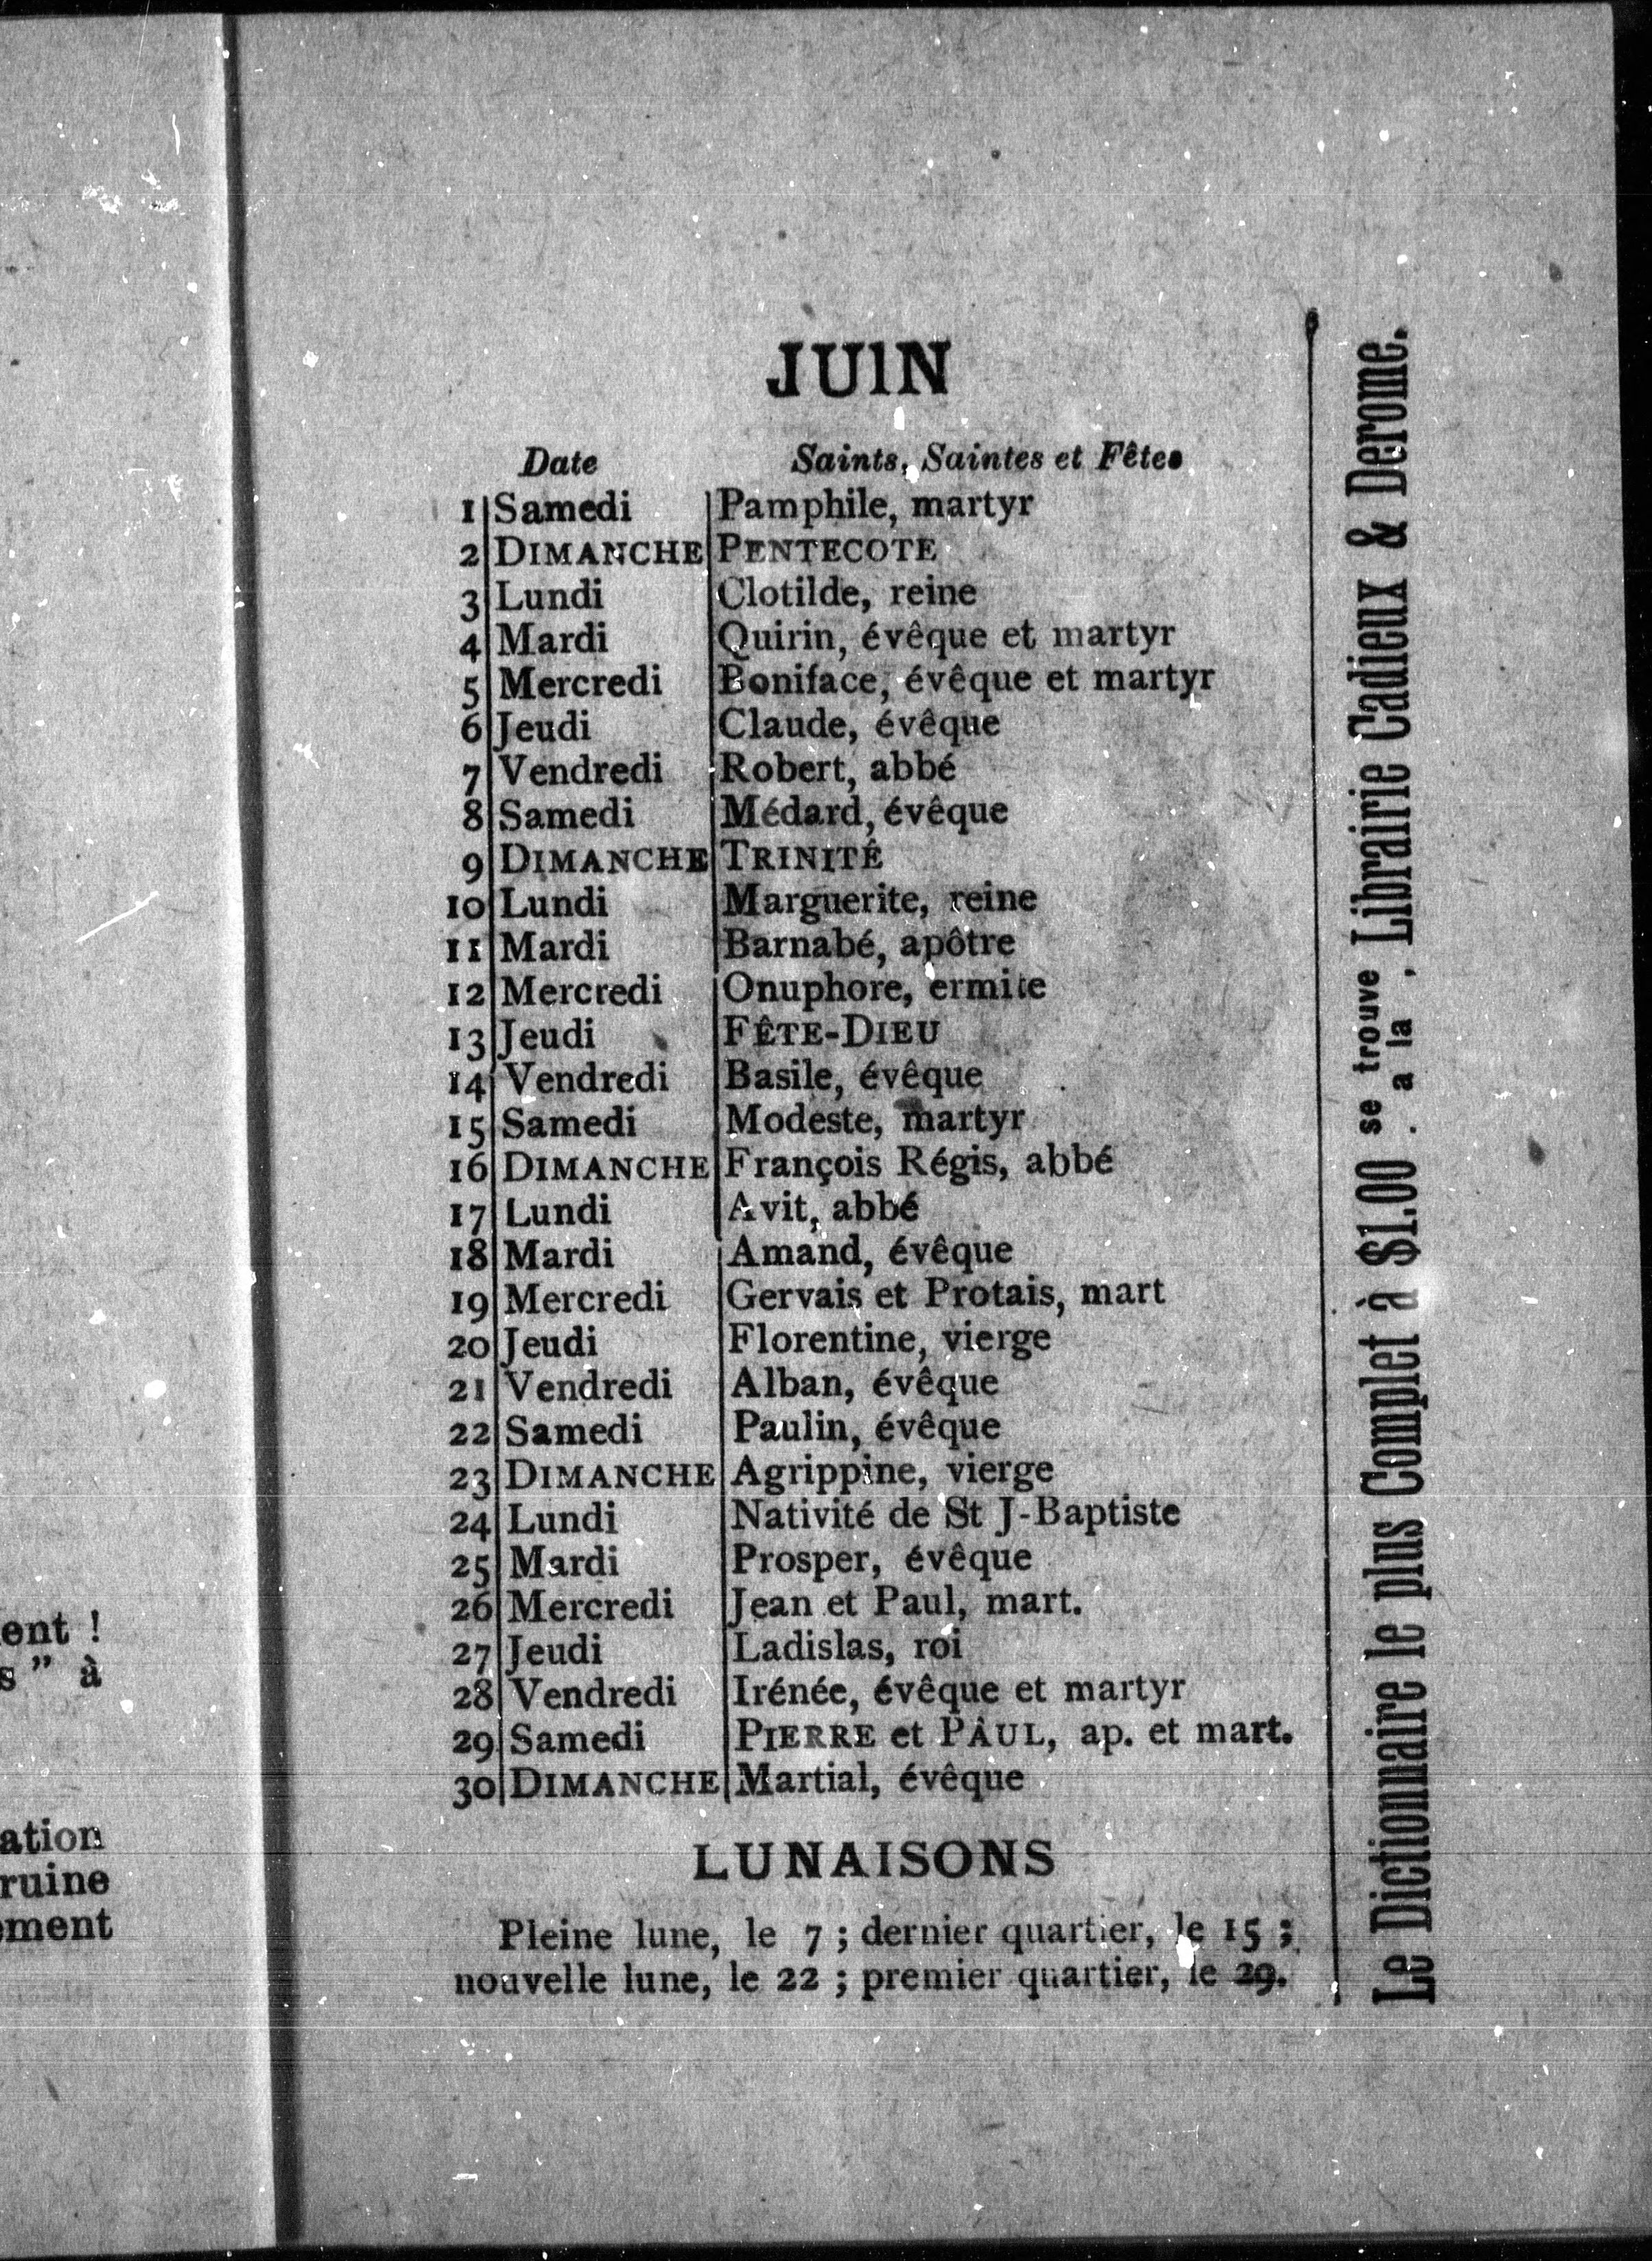 ent !
s ” à
ation
ruine
ement
JUIN
Date Saints, Saintes et Fêtes
1 Samedi Pamphile, martyr
2 DIMANCHE PENTECOTE
3 Lundi Clotilde, reine
4 Mardi Quirin, évêque et martyr
5 Mercredi Boniface, évêque et martyr
6 Jeudi Claude, évêque
7 Vendredi Robert, abbé
8 Samedi Médard, évêque
9 DIMANCHE TRINITÉ
10 Lundi Marguerite, reine
11 Mardi Barnabé, apôtre
12 Mercredi Onuphore, ermite
13 Jeudi FÊTE-DIEU
14 Vendredi Basile, évêque
15 Samedi Modeste, martyr
16 DIMANCHE François Régis, abbé
17 Lundi Avit, abbé
18 Mardi Amand, évêque
19 Mercredi Gervais et Protais, mart
20 Jeudi Florentine, vierge
21 Vendredi Alban, évêque
22 Samedi Paulin, évêque
23 DIMANCHE Agrippine, vierge
24 Lundi Nativité de St J-Baptiste
25 Mardi Prosper, évêque
26 Mercredi Jean et Paul, mart.
27 Jeudi Ladislas, roi
28 Vendredi Irénée, évêque et martyr
29 Samedi PIERRE et PAUL, ap. et mart.
30 DIMANCHE Martial, évêque
LUNAISONS
Pleine lune, le 7 ; dernier quartier, le 15 ;
nouvelle lune, le 22 ; premier quartier, le 29.
Le Dictionnaire le plus Complet à $1.00 se trouve . a la . Librairie Cadieux & Derome.